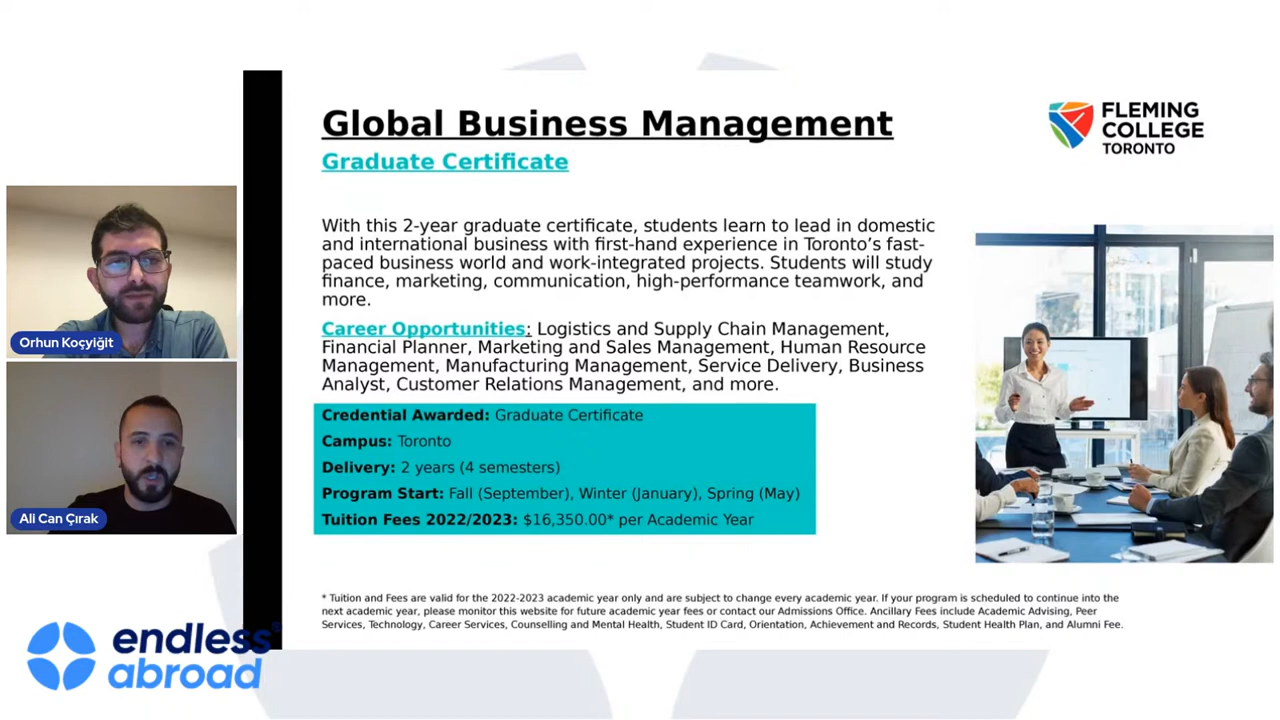 Global Business Management
Graduate Certificate
FLEMING
COLLEGE
TORONTO
With this 2-year graduate certificate, students learn to lead in domestic
and international business with first-hand experience in Toronto's fast-
paced business world and work-integrated projects. Students will study
finance, marketing, communication, high-performance teamwork, and
more.
Career Opportunities: Logistics and Supply Chain Management,
Financial Planner, Marketing and Sales Management, Human Resource
Management, Manufacturing Management, Service Delivery, Business
Analyst, Customer Relations Management, and more.
Credential Awarded: Graduate Certificate
Campus: Toronto
Delivery: 2 years (4 semesters)
Program Start: Fall (September), Winter (January), Spring (May)
Tuition Fees 2022/2023: $16,350.00* per Academic Year
* Tuition and Fees are valid for the 2022-2023 academic year only and are subject to change every academic year. If your program is scheduled to continue into the
next academic year, please monitor this website for future academic year fees or contact our Admissions Office. Ancillary Fees include Academic Advising, Peer
Services, Technology, Career Services, Counselling and Mental Health, Student ID Card, Orientation, Achievement and Records, Student Health Plan, and Alumni Fee.
Orhun Koçyiğit
Ali Can Çırak
endless®
abroad